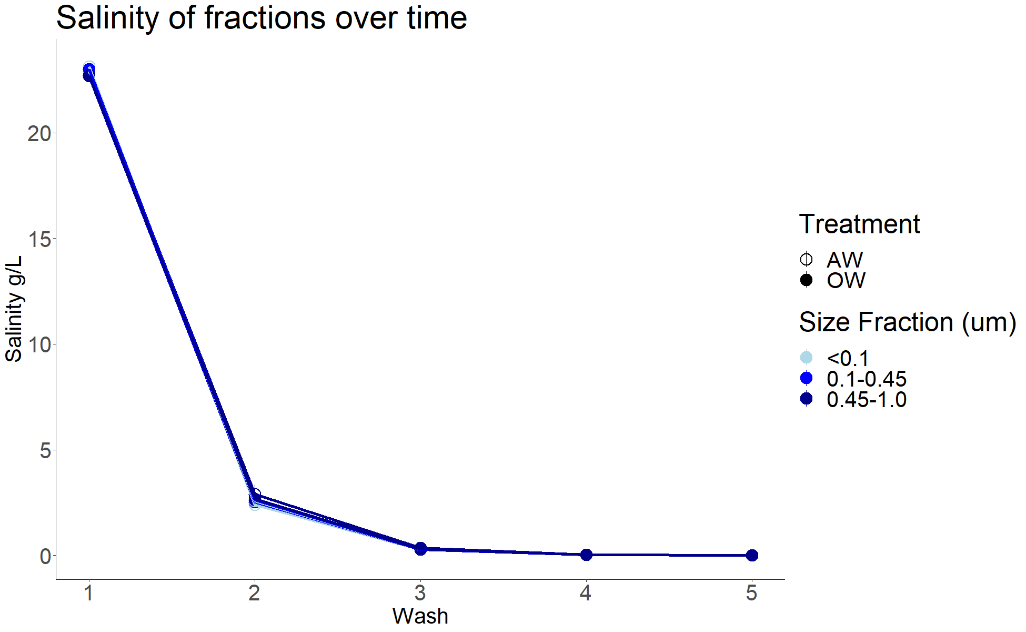 Salinity of fractions over time
Salinity g/L
20
15
10
5
0
1 2 3 4 5
Wash
Treatment
AW
OW
Size Fraction (um)
<0.1
0.1-0.45
0.45-1.0